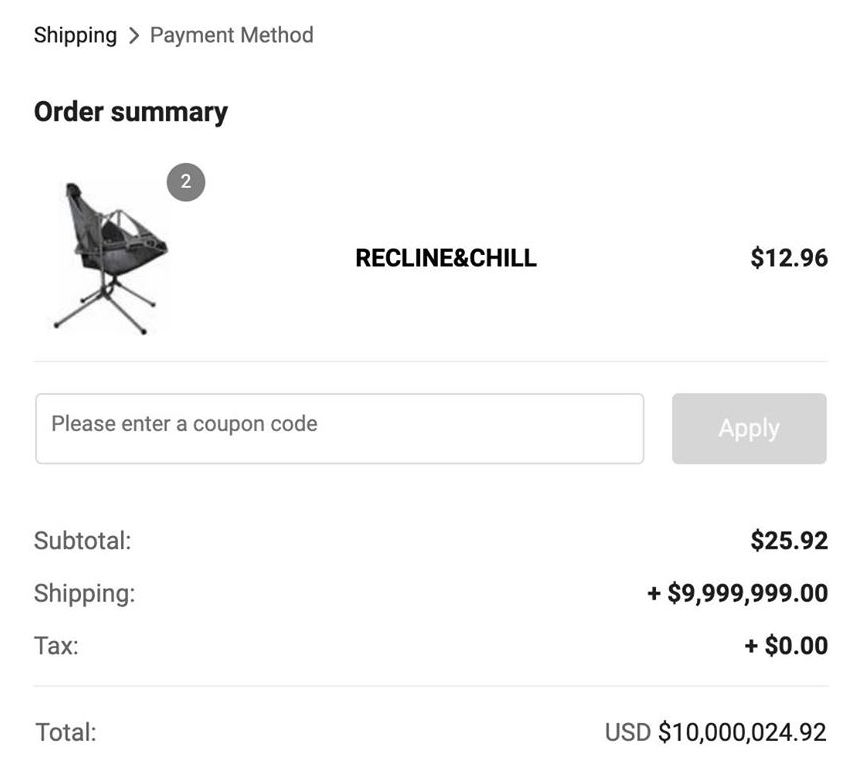 Shipping > Payment Method
Order summary
2
RECLINE&CHILL $12.96
Please enter a coupon code Apply
Subtotal: $25.92
Shipping: + $9,999,999.00
Tax: + $0.00
Total: USD $10,000,024.92